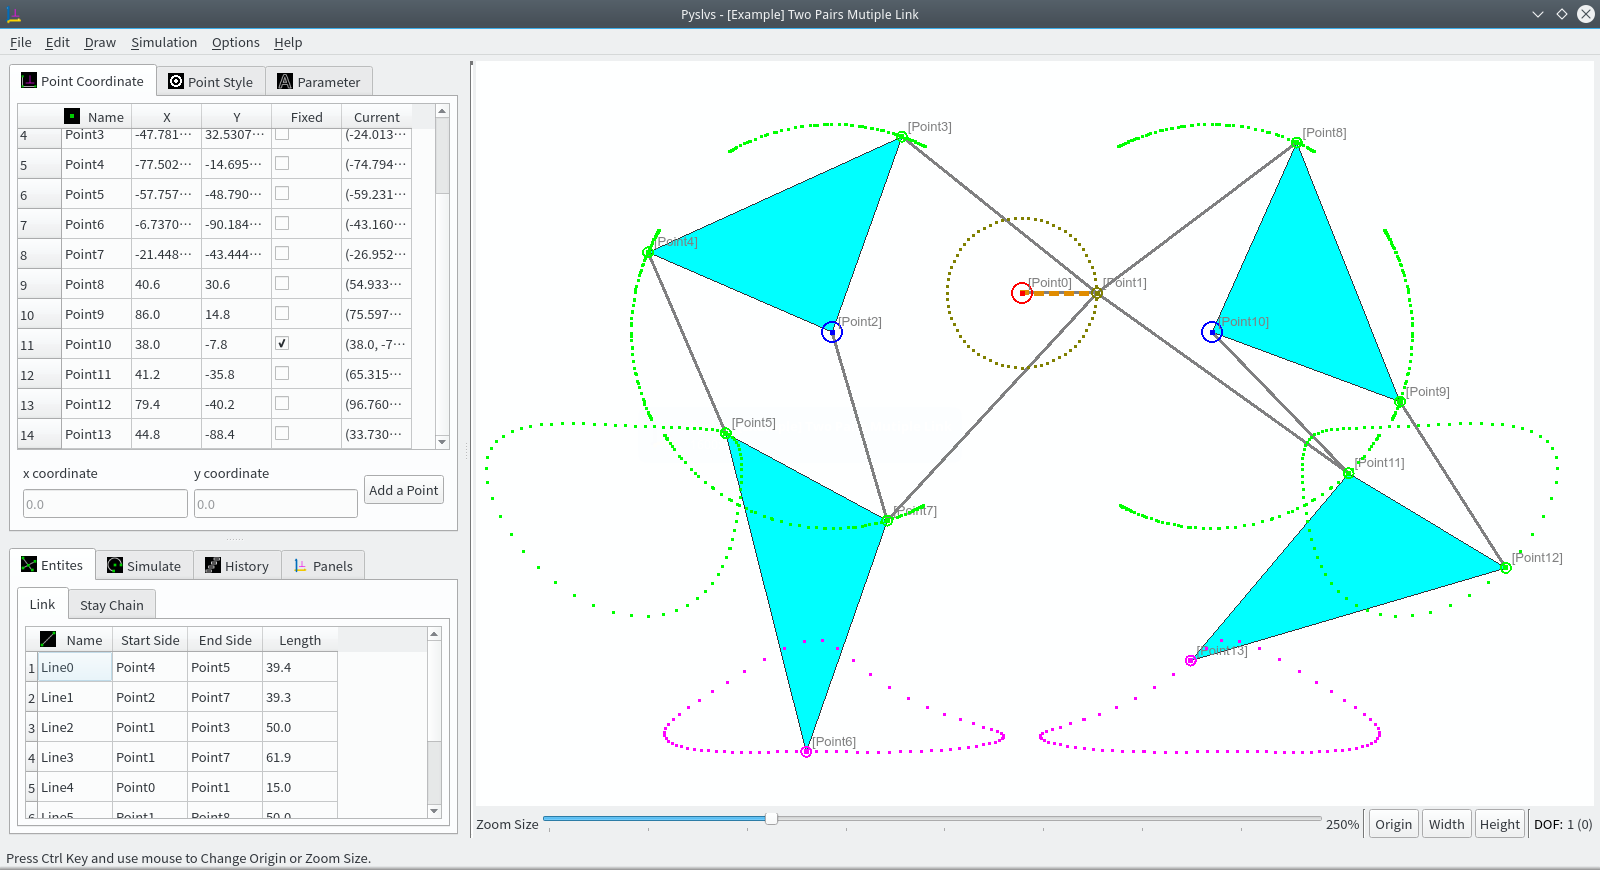 Pyslvs - [Example] Two Pairs Mutiple Link
File Edit Draw Simulation Options Help
Point Coordinate Point Style Parameter
Name X Y Fixed Current
4 Point3 -47.781··· 32.5307··· (-24.013···
5 Point4 -77.502··· -14.695··· (-74.794···
6 Point5 -57.757··· -48.790··· (-59.231···
7 Point6 -6.7370··· -90.184··· (-43.160···
8 Point7 -21.448··· -43.444··· (-26.952···
9 Point8 40.6 30.6 (54.933···
10 Point9 86.0 14.8 (75.597···
11 Point10 38.0 -7.8 (38.0, -7···
12 Point11 41.2 -35.8 (65.315···
13 Point12 79.4 -40.2 (96.760···
14 Point13 44.8 -88.4 (33.730···
x coordinate y coordinate
0.0 0.0 Add a Point
Entites Simulate History Panels
Link Stay Chain
Name Start Side End Side Length
1 Line0 Point4 Point5 39.4
2 Line1 Point2 Point7 39.3
3 Line2 Point1 Point3 50.0
4 Line3 Point1 Point7 61.9
5 Line4 Point0 Point1 15.0
6 Line5 Point1 Point8 50.0
[Point3]
[Point8]
[Point4]
[Point0] [Point1]
[Point2] [Point10]
[Point9]
[Point5]
[Point11]
[Point7]
[Point12]
[Point13]
[Point6]
Zoom Size 250% Origin Width Height DOF: 1 (0)
Press Ctrl Key and use mouse to Change Origin or Zoom Size.